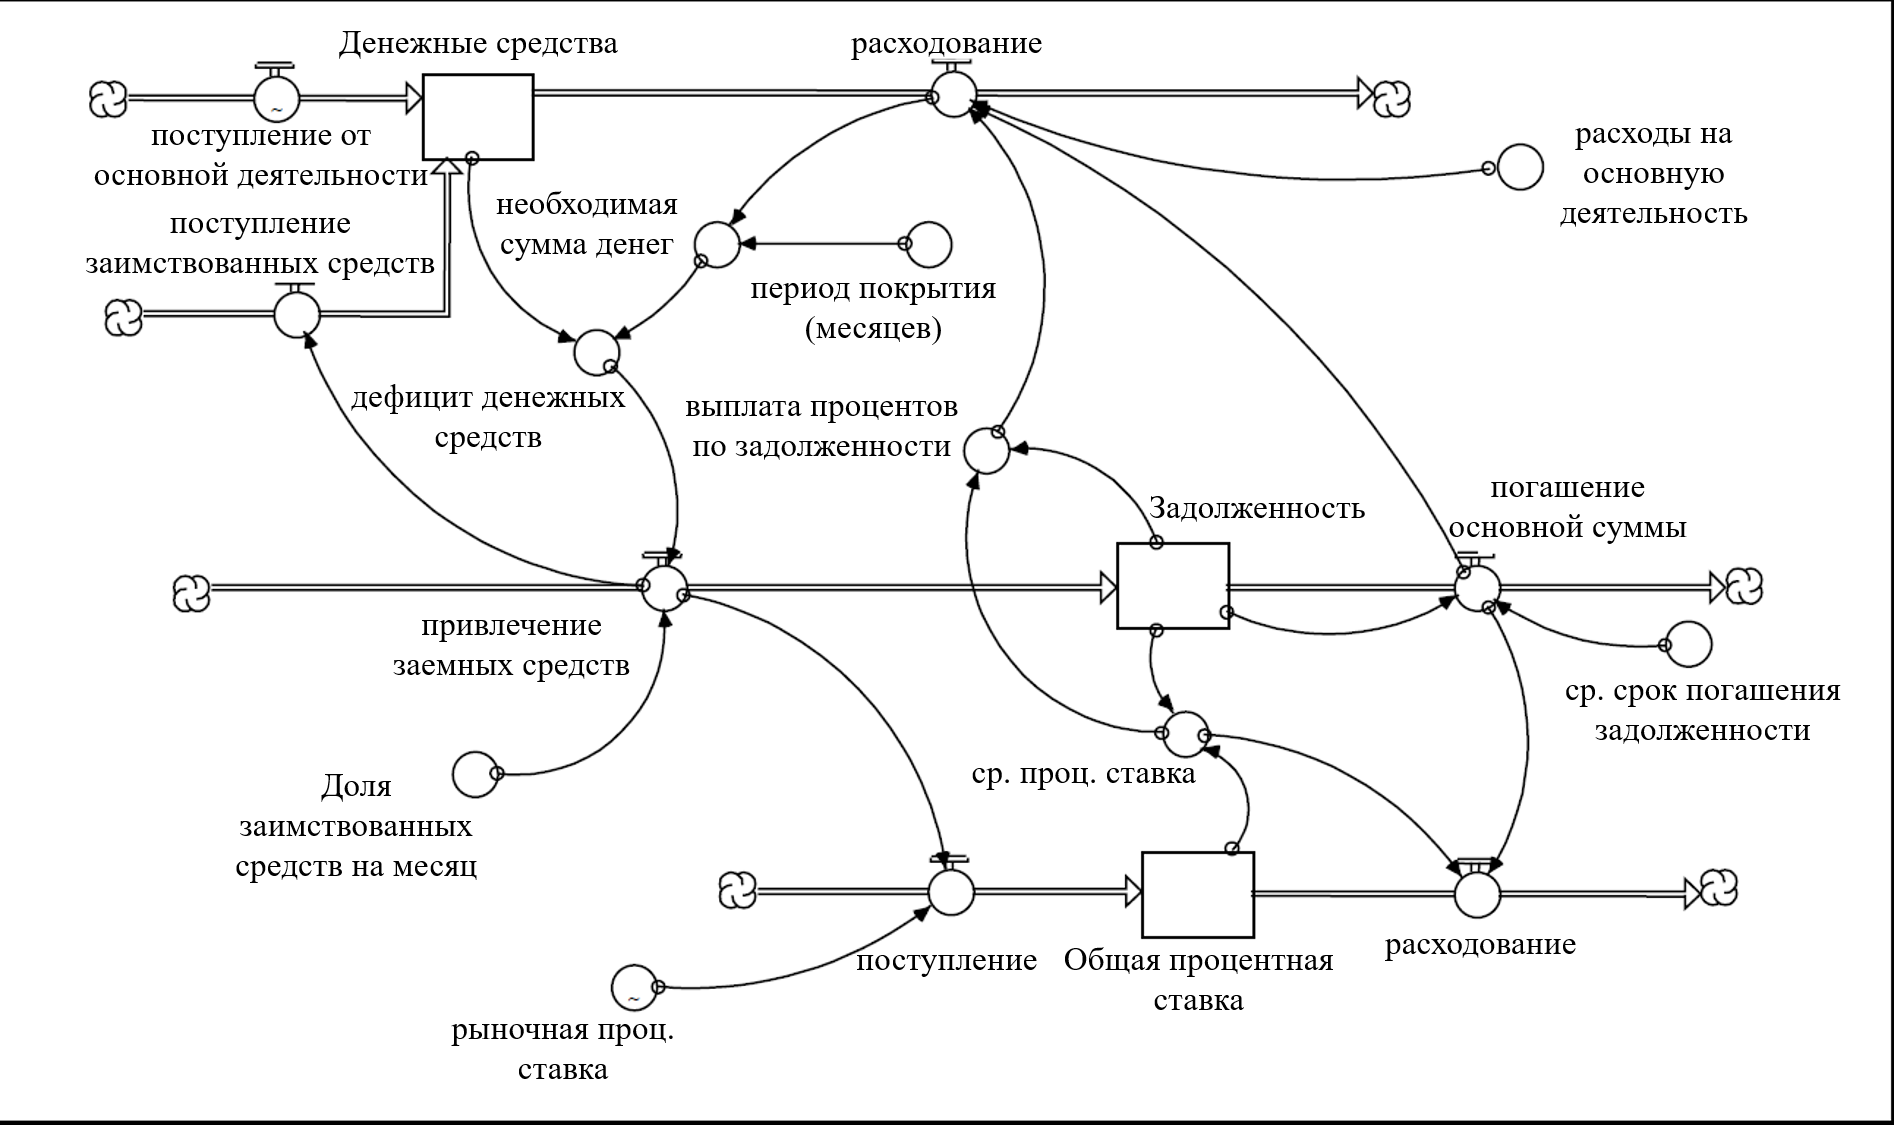 Денежные средства
расходование
поступление от
основной деятельности
расходы на
основную
деятельность
необходимая
сумма денег
поступление
заимствованных средств
период покрытия
(месяцев)
дефицит денежных
средств
выплата процентов
по задолженности
Задолженность
погашение
основной суммы
привлечение
заемных средств
ср. срок погашения
задолженности
ср. проц. ставка
Доля
заимствованных
средств на месяц
поступление
Общая процентная
ставка
расходование
рыночная проц.
ставка
~
~